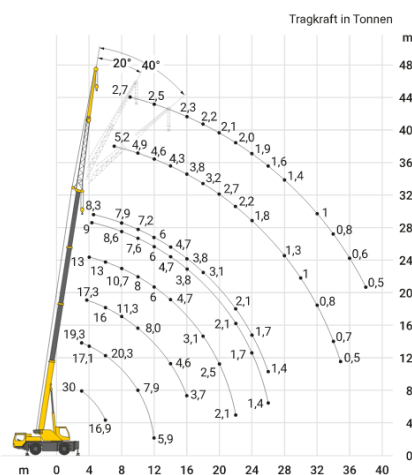 Tragkraft in Tonnen
m
20° 40°
48
44
40
36
32
28
24
20
16
12
8
4
0
2,7 2,5 2,3 2,2 2,1 2,0 1,9 1,6 1,4 1 0,8 0,6 0,5
5,2 4,9 4,6 4,3 3,8 3,2 2,7 2,2 1,8 1,3 1 0,8 0,7 0,5
8,3 7,9 7,2 6 4,7 3,8 3,1 2,1 1,7 1,4
9 8,6 7,6 6 4,7 3,8 2,1 1,7 1,4
13 13 10,7 8 6 4,7 3,1 2,5 2,1
17,3 16 11,3 8,0 4,6 3,7
19,3 17,1 20,3 7,9 5,9
30 16,9
m 0 4 8 12 16 20 24 28 32 36 40